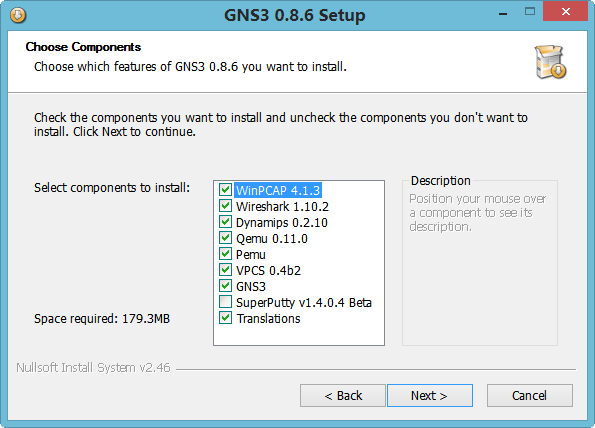 GNS3 0.8.6 Setup
Choose Components
Choose which features of GNS3 0.8.6 you want to install.
Check the components you want to install and uncheck the components you don't want to
install. Click Next to continue.
Select components to install:
WinPCAP 4.1.3
Wireshark 1.10.2
Dynamips 0.2.10
Qemu 0.11.0
Pemu
VPCS 0.4b2
GNS3
SuperPutty v1.4.0.4 Beta
Translations
Space required: 179.3MB
Description
Position your mouse over
a component to see its
description.
Nullsoft Install System v2.46
< Back
Next >
Cancel